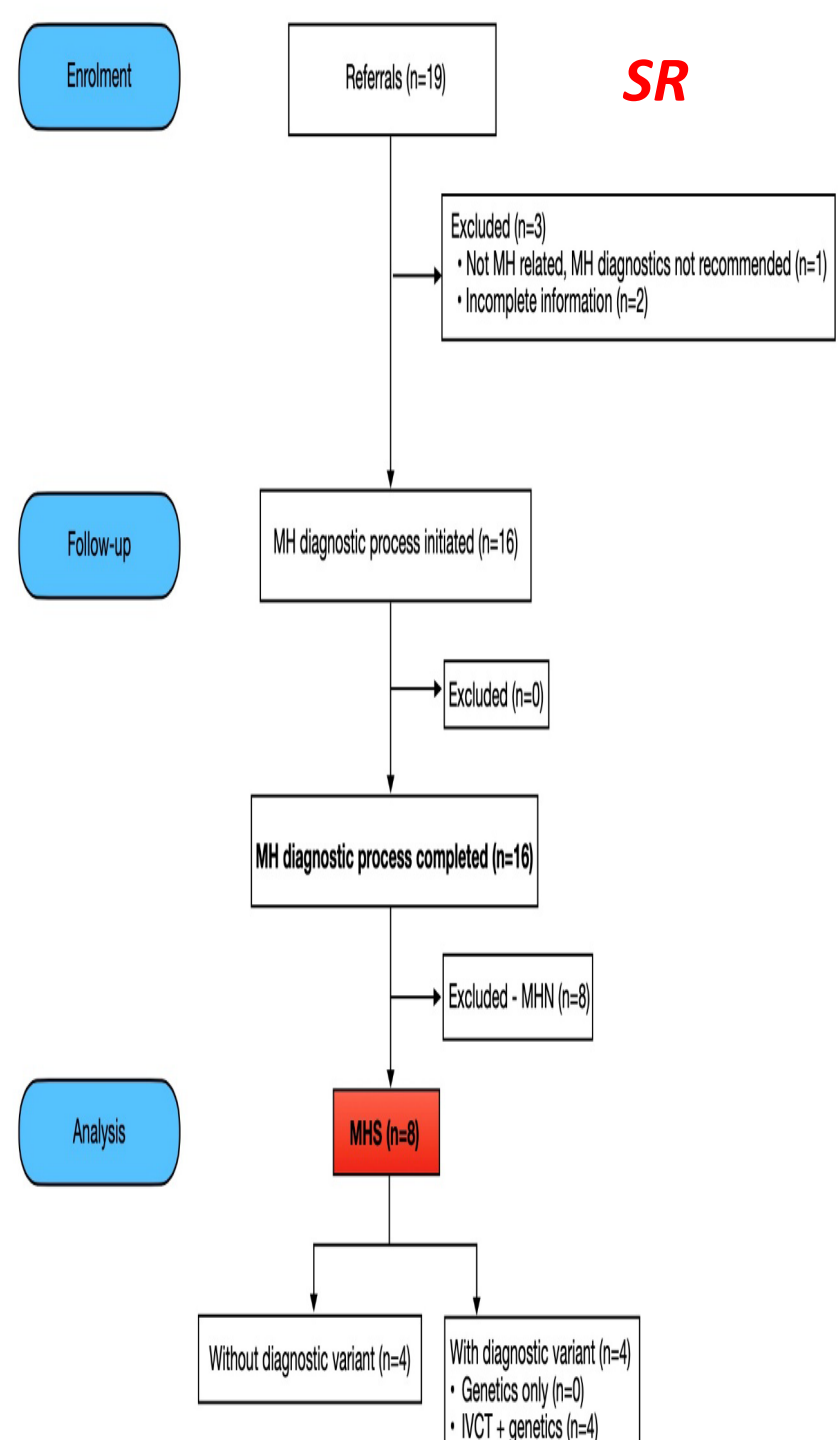 Enrolment
Referrals (n=19)
SR
Excluded (n=3)
• Not MH related, MH diagnostics not recommended (n=1)
• Incomplete information (n=2)
Follow-up
MH diagnostic process initiated (n=16)
Excluded (n=0)
MH diagnostic process completed (n=16)
Excluded - MHN (n=8)
Analysis
MHS (n=8)
Without diagnostic variant (n=4)
With diagnostic variant (n=4)
• Genetics only (n=0)
• IVCT + genetics (n=4)